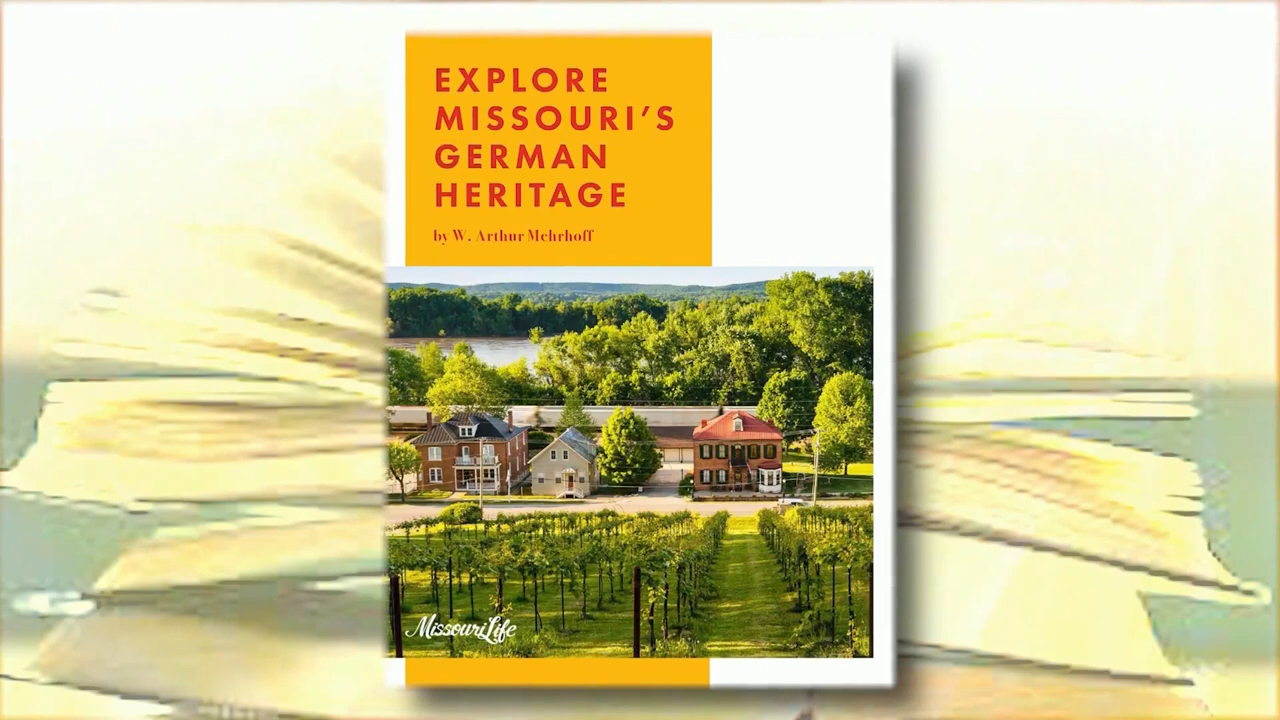 EXPLORE
MISSOURI'S
GERMAN
HERITAGE
by W. Arthur Mehrhoff
MissouriLife